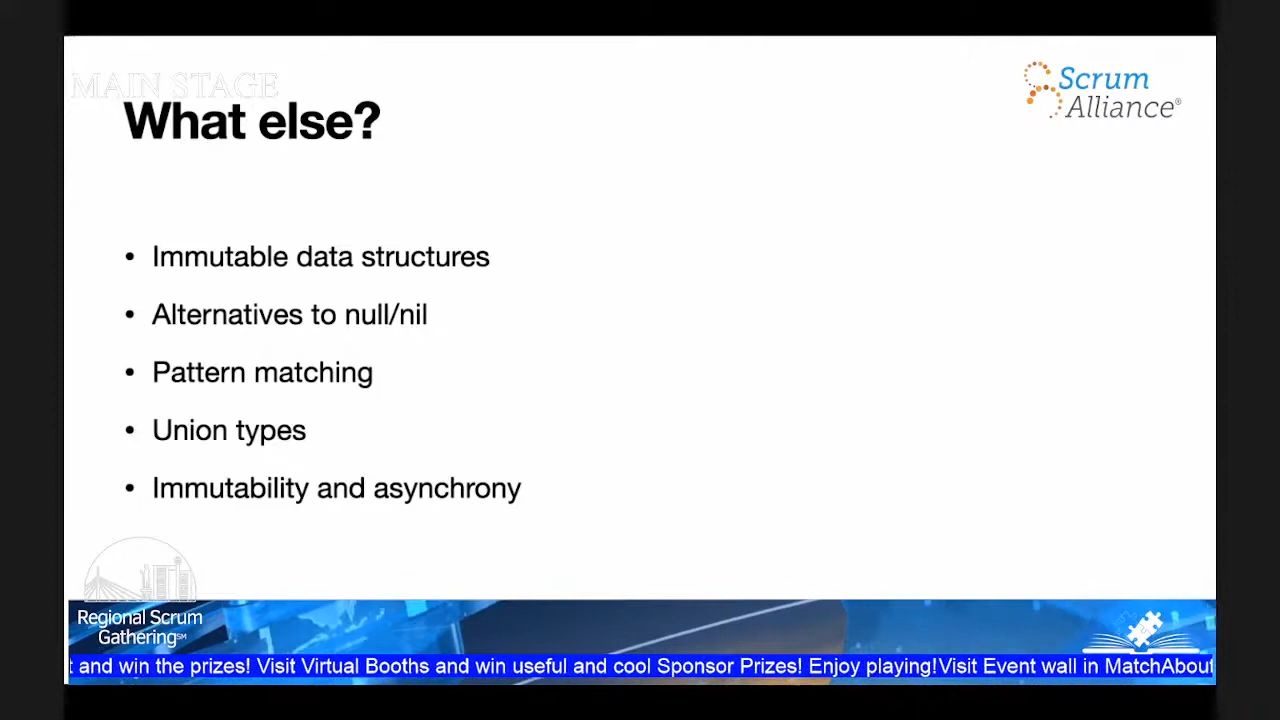 MAIN STAGE
What else?
Scrum
Alliance®
• Immutable data structures
• Alternatives to null/nil
• Pattern matching
• Union types
• Immutability and asynchrony
Regional Scrum
Gathering℠
t and win the prizes! Visit Virtual Booths and win useful and cool Sponsor Prizes! Enjoy playing!Visit Event wall in MatchAbout